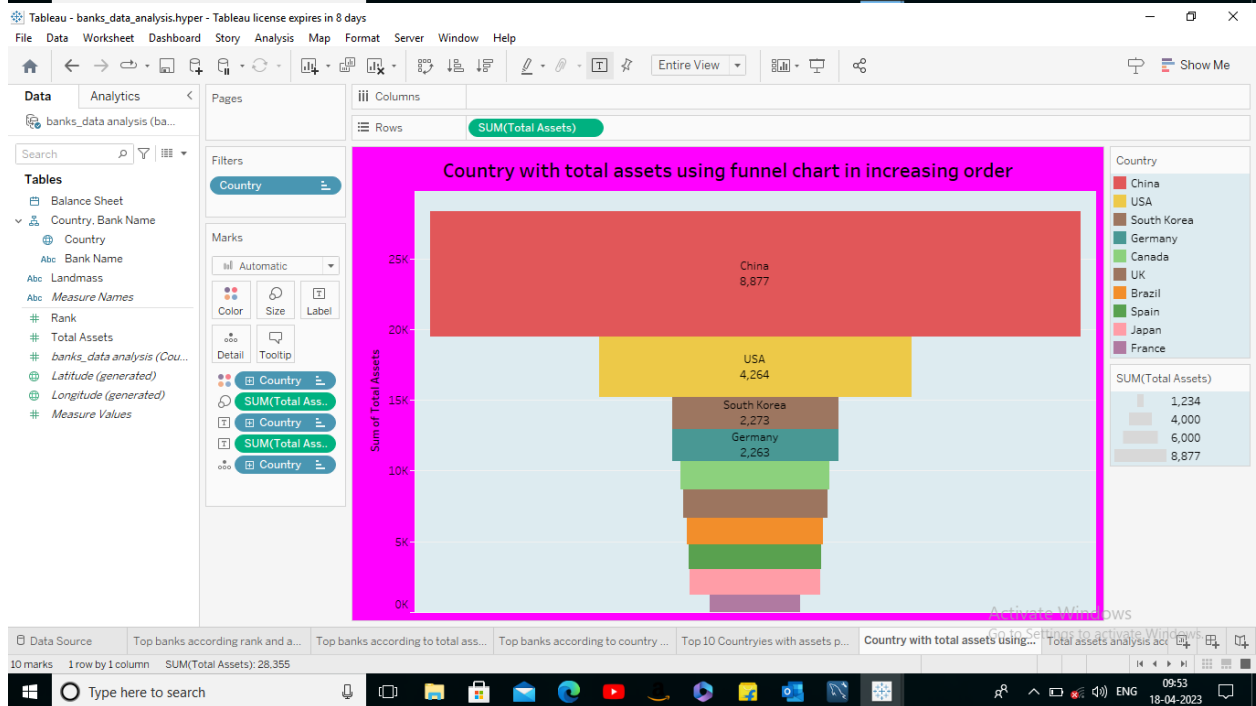 Tableau - banks_data_analysis.hyper - Tableau license expires in 8 days
File Data Worksheet Dashboard Story Analysis Map Format Server Window Help
Entire View
Show Me
Data Analytics
banks_data analysis (ba...
Search
Tables
Balance Sheet
Country, Bank Name
Country
Abc Bank Name
Abc Landmass
Abc Measure Names
Rank
Total Assets
banks_data analysis (Cou...
Latitude (generated)
Longitude (generated)
Measure Values
Pages
Filters
Country
Marks
Automatic
Color Size Label
Detail Tooltip
Country
SUM(Total Ass..
Country
SUM(Total Ass..
Country
Columns
Rows SUM(Total Assets)
Country with total assets using funnel chart in increasing order
Sum of Total Assets
25K
20K
15K
10K
5K
0K
China
8,877
USA
4,264
South Korea
2,273
Germany
2,263
Country
China
USA
South Korea
Germany
Canada
UK
Brazil
Spain
Japan
France
SUM(Total Assets)
1,234
4,000
6,000
8,877
Activate Windows
Go to Settings to activate Windows.
Data Source Top banks according rank and a... Top banks according to total ass... Top banks according to country ... Top 10 Countryies with assets p... Country with total assets using... Total assets analysis acc
10 marks 1 row by 1 column SUM(Total Assets): 28,355
Type here to search
ENG
09:53
18-04-2023